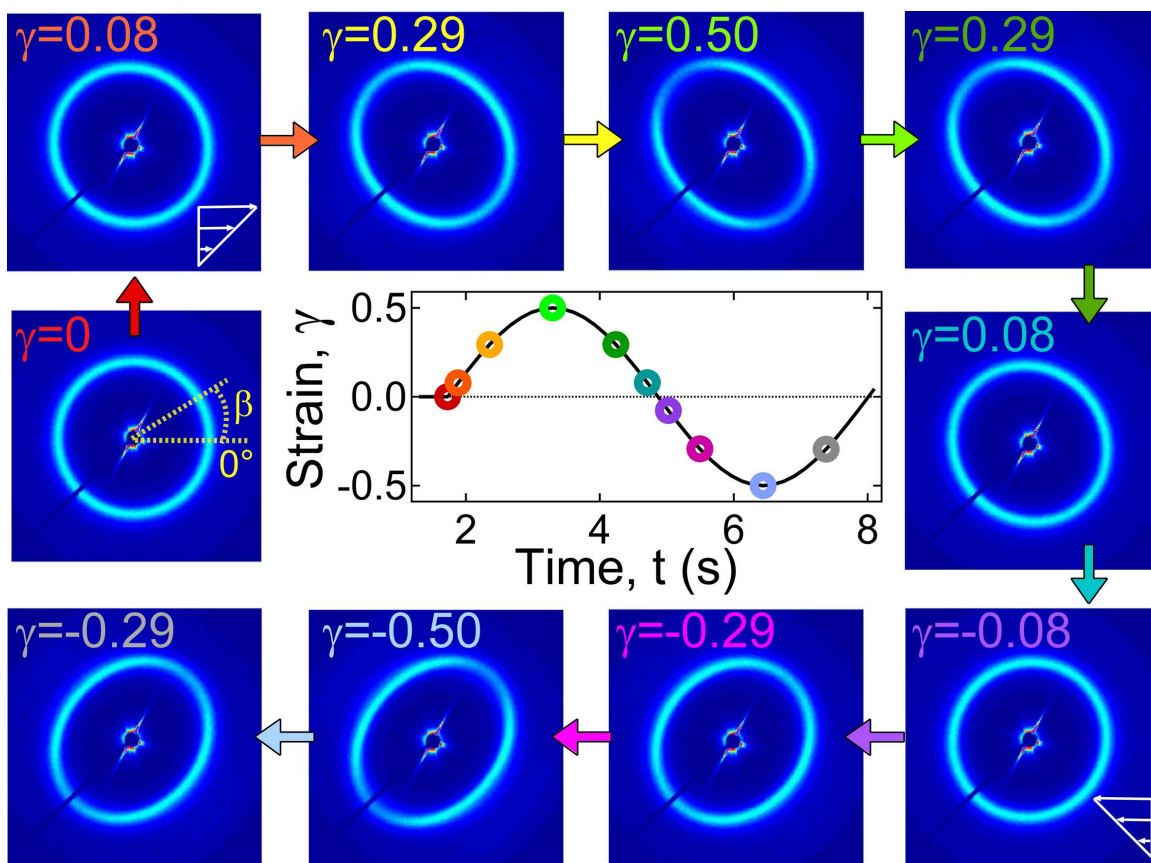 γ=0.08
γ=0.29
γ=0.50
γ=0.29
γ=0
β
0°
Strain, γ
0.5
0.0
-0.5
2
4
6
8
Time, t (s)
γ=0.08
γ=-0.29
γ=-0.50
γ=-0.29
γ=-0.08